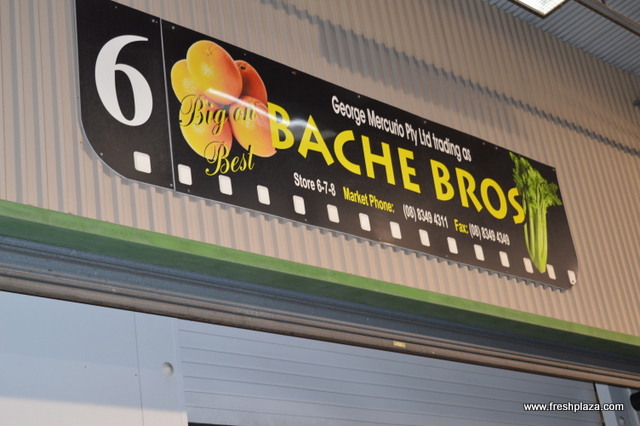 6
Big on
Best
George Mercurio Pty Ltd trading as
BACHE BROS
Store 6-7-8 Market Phone: (08) 8349 4311 Fax: (08) 8349 4349
www.freshplaza.com